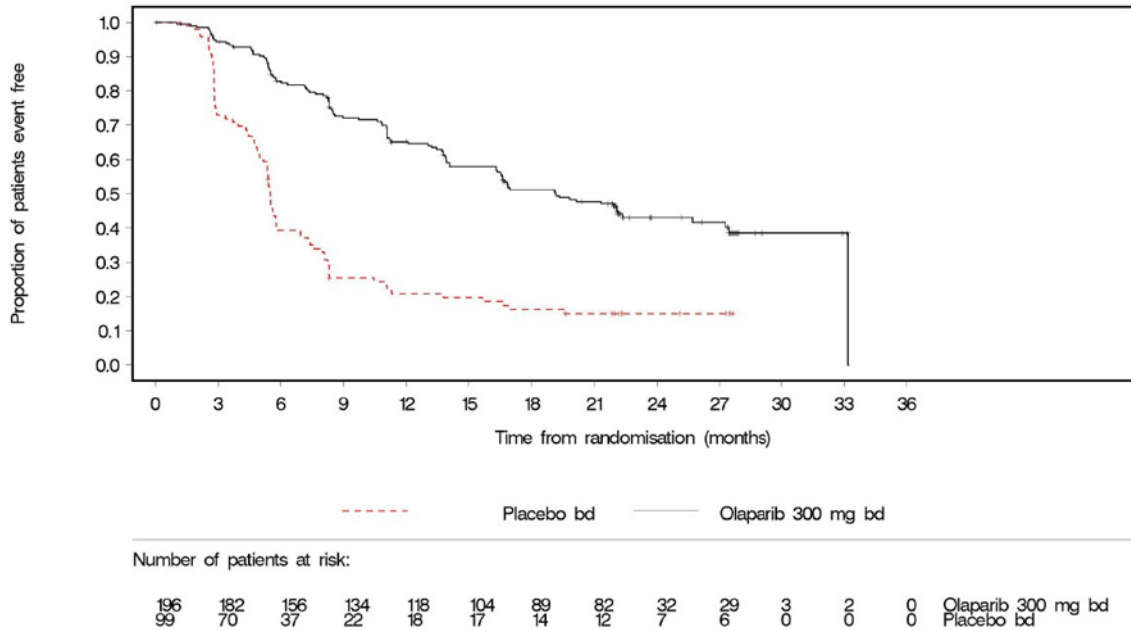 Proportion of patients event free
1.0
0.9
0.8
0.7
0.6
0.5
0.4
0.3
0.2
0.1
0.0
0 3 6 9 12 15 18 21 24 27 30 33 36
Time from randomisation (months)
Placebo bd Olaparib 300 mg bd
Number of patients at risk:
196 182 156 134 118 104 89 82 32 29 3 2 0 Olaparib 300 mg bd
99 70 37 22 18 17 14 12 7 6 0 0 0 Placebo bd